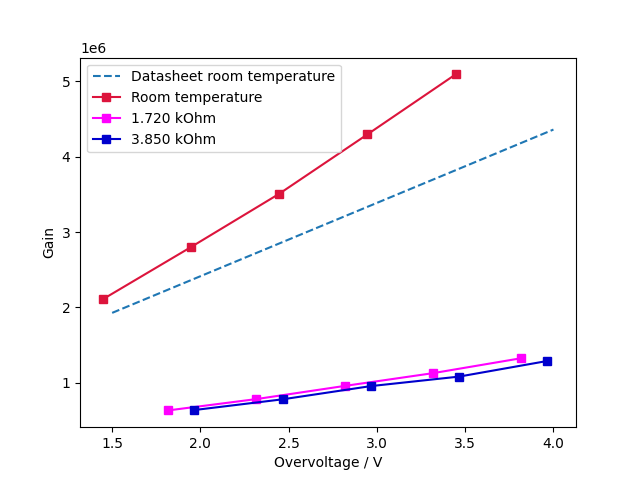 1e6
Datasheet room temperature
Room temperature
1.720 kOhm
3.850 kOhm
5
4
3
2
1
Gain
1.5 2.0 2.5 3.0 3.5 4.0
Overvoltage / V